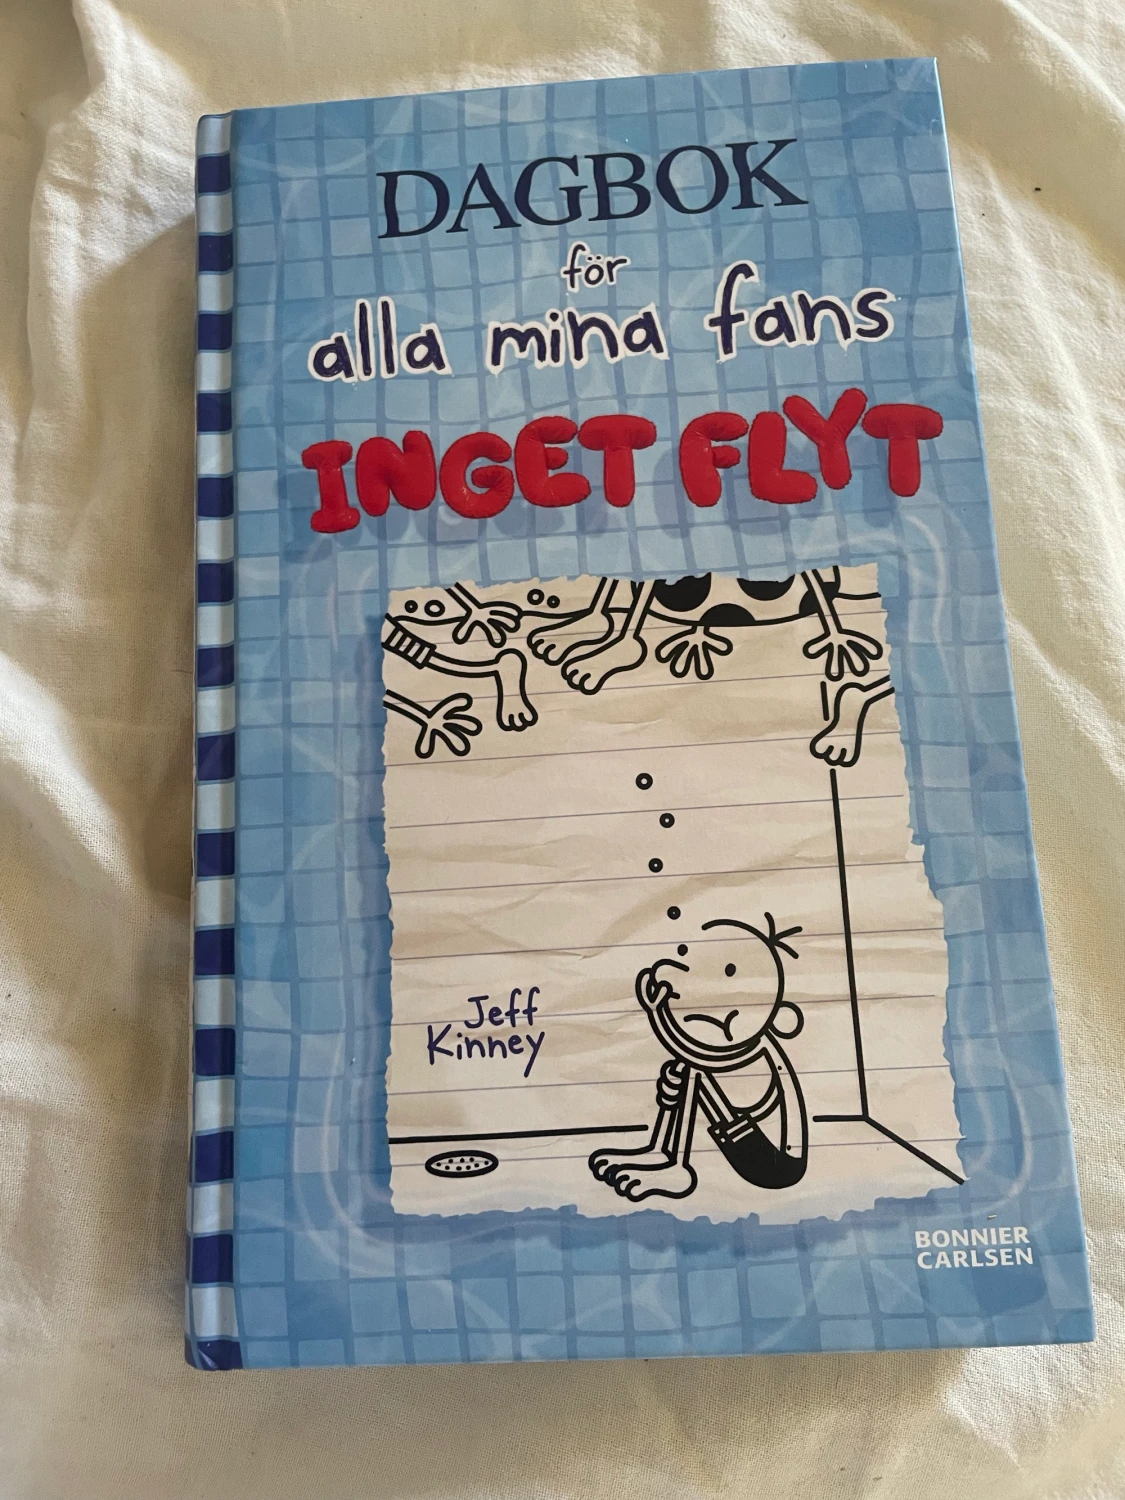 DAGBOK
för
alla mina fans
INGET FLYT
Jeff
Kinney
BONNIER
CARLSEN